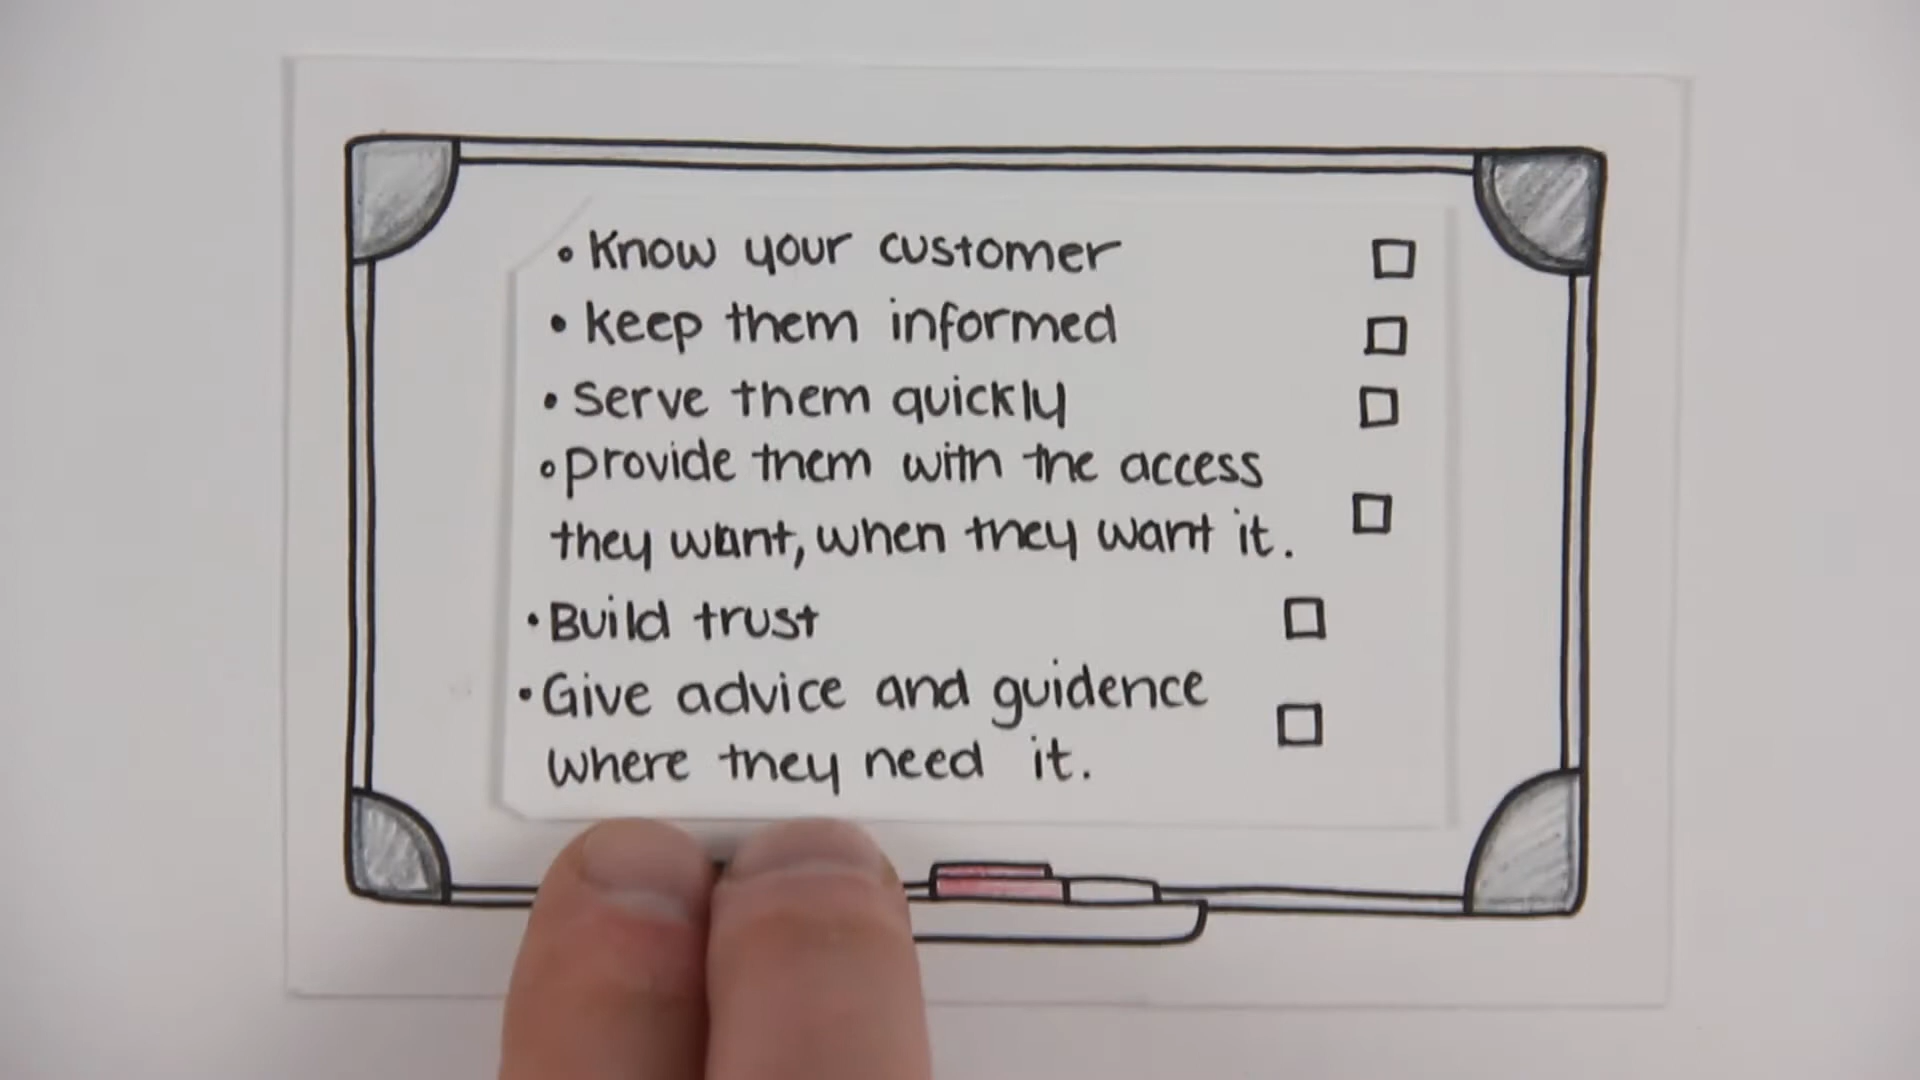 • Know your customer
• keep them informed
• serve them quickly
• provide them with the access
they want, when they want it.
• Build trust
• Give advice and guidence
where they need it.